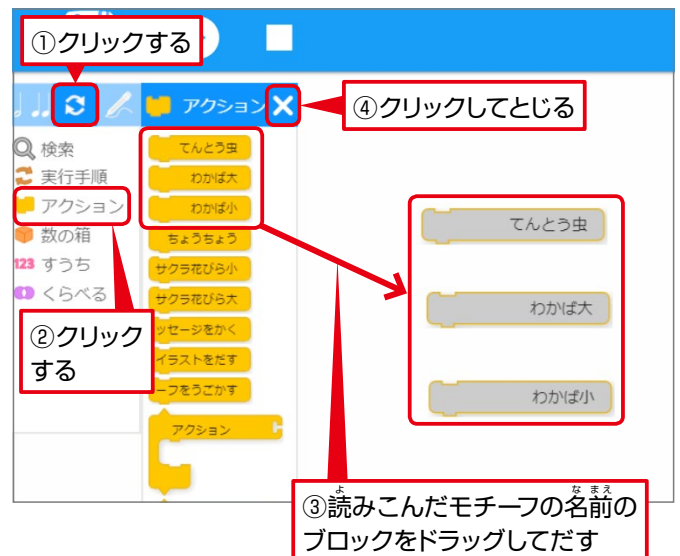 ①クリックする
アクション
④クリックしてとじる
検索
実行手順
アクション
数の箱
123 すうち
くらべる
②クリック
する
てんとう虫
わかば大
わかば小
ちょうちょう
サクラ花びら小
サクラ花びら大
ッセージをかく
イラストをだす
ーフをうごかす
アクション
てんとう虫
わかば大
わかば小
③読みこんだモチーフの名前の
よ なまえ
ブロックをドラッグしてだす